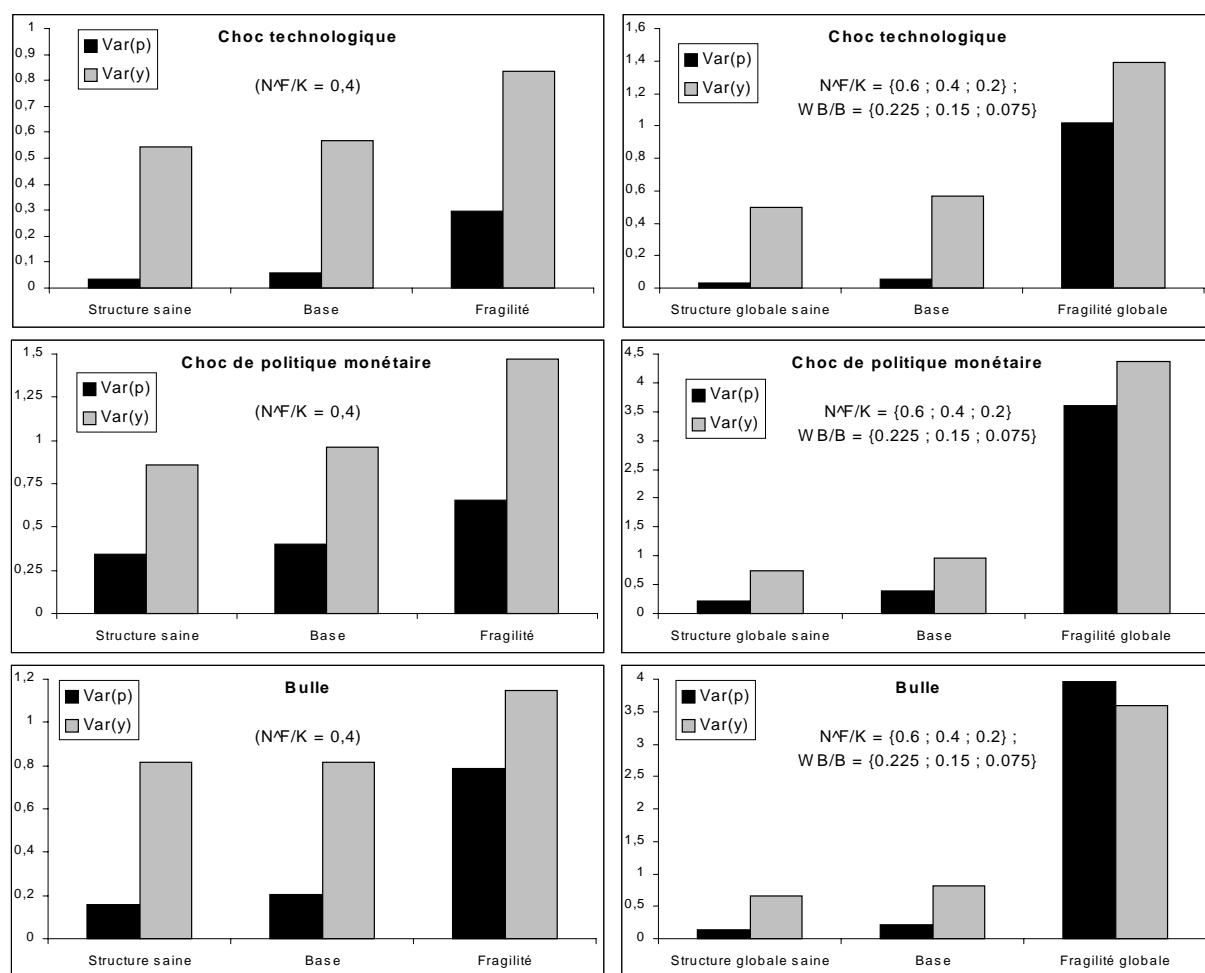 Choc technologique
Var(p)
Var(y)
(N^F/K = 0,4)
1
0,9
0,8
0,7
0,6
0,5
0,4
0,3
0,2
0,1
0
Structure saine Base Fragilité
Choc technologique
Var(p)
Var(y)
N^F/K = {0.6 ; 0.4 ; 0.2} ;
WB/B = {0.225 ; 0.15 ; 0.075}
1,6
1,4
1,2
1
0,8
0,6
0,4
0,2
0
Structure globale saine Base Fragilité globale
Choc de politique monétaire
Var(p)
Var(y)
(N^F/K = 0,4)
1,5
1,25
1
0,75
0,5
0,25
0
Structure saine Base Fragilité
Choc de politique monétaire
Var(p)
Var(y)
N^F/K = {0.6 ; 0.4 ; 0.2}
WB/B = {0.225 ; 0.15 ; 0.075}
4,5
4
3,5
3
2,5
2
1,5
1
0,5
0
Structure globale saine Base Fragilité globale
Bulle
Var(p)
Var(y)
(N^F/K = 0,4)
1,2
1
0,8
0,6
0,4
0,2
0
Structure saine Base Fragilité
Bulle
Var(p)
Var(y)
N^F/K = {0.6 ; 0.4 ; 0.2} ;
WB/B = {0.225 ; 0.15 ; 0.075}
4
3,5
3
2,5
2
1,5
1
0,5
0
Structure globale saine Base Fragilité globale